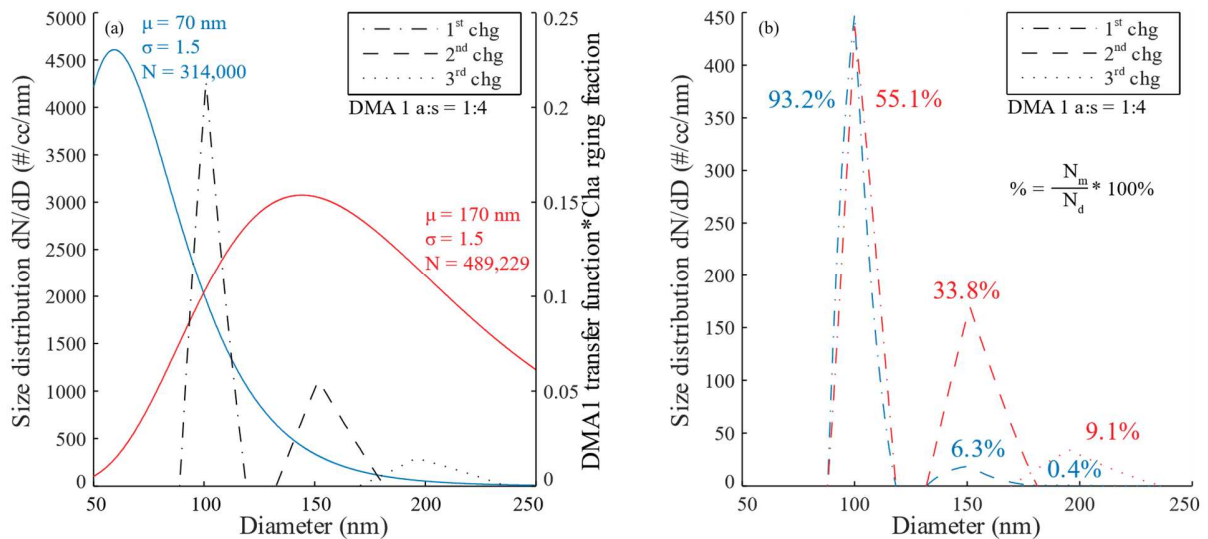 (a)
μ = 70 nm
σ = 1.5
N = 314,000
1st chg
2nd chg
3rd chg
DMA 1 a:s = 1:4
μ = 170 nm
σ = 1.5
N = 489,229
5000
4500
4000
3500
3000
2500
2000
1500
1000
500
0
Size distribution dN/dD (#/cc/nm)
0.25
0.2
0.15
0.1
0.05
0
DMA1 transfer function*Cha rging fraction
50 100 150 200 250
Diameter (nm)
(b)
1st chg
2nd chg
3rd chg
DMA 1 a:s = 1:4
93.2%
55.1%
% = Nm
Nd
* 100%
33.8%
6.3%
9.1%
0.4%
450
400
350
300
250
200
150
100
50
0
Size distribution dN/dD (#/cc/nm)
50 100 150 200 250
Diameter (nm)